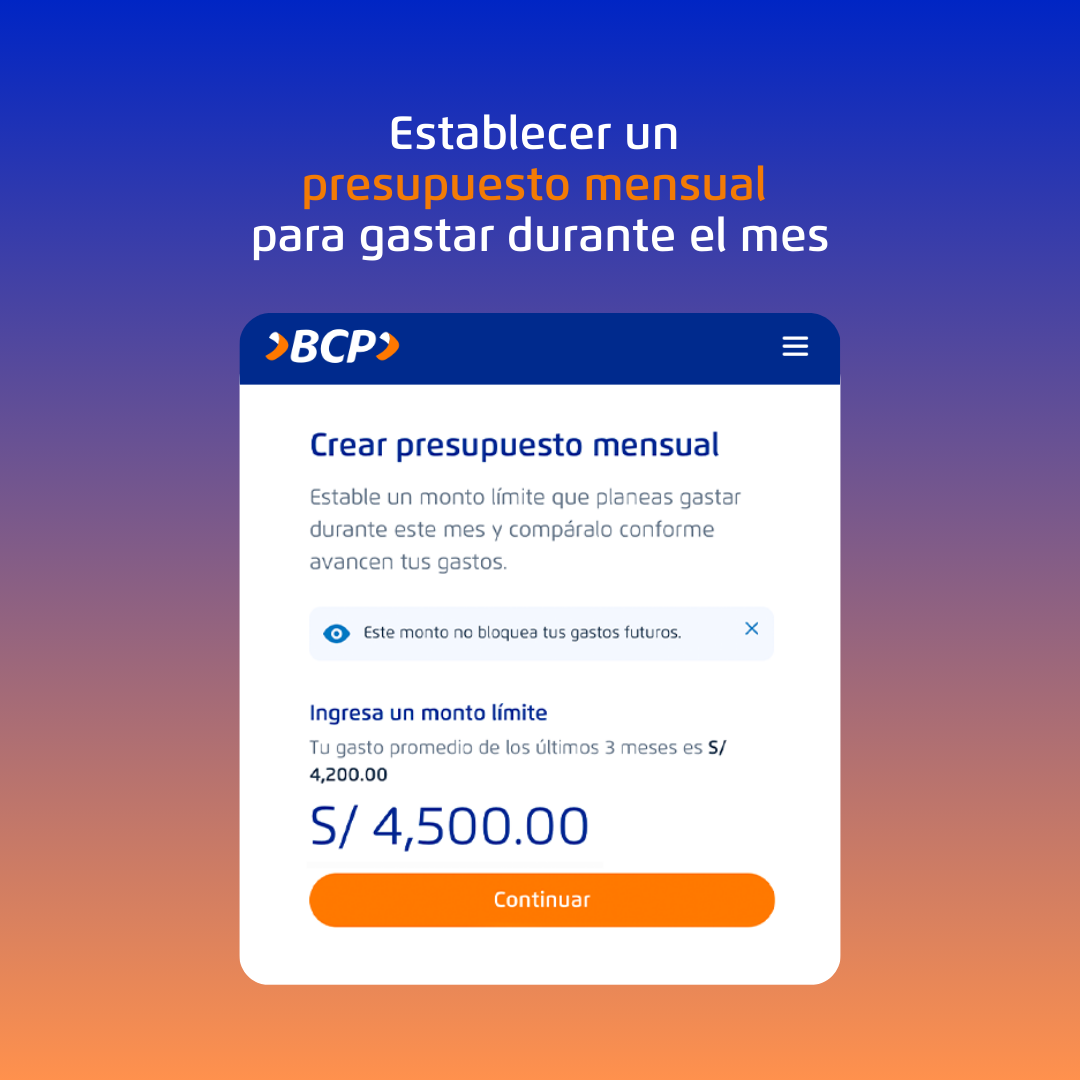 Establecer un
presupuesto mensual
para gastar durante el mes
BCP
Crear presupuesto mensual
Estable un monto límite que planeas gastar
durante este mes y compáralo conforme
avancen tus gastos.
Este monto no bloquea tus gastos futuros.
Ingresa un monto límite
Tu gasto promedio de los últimos 3 meses es S/
4,200.00
S/ 4,500.00
Continuar